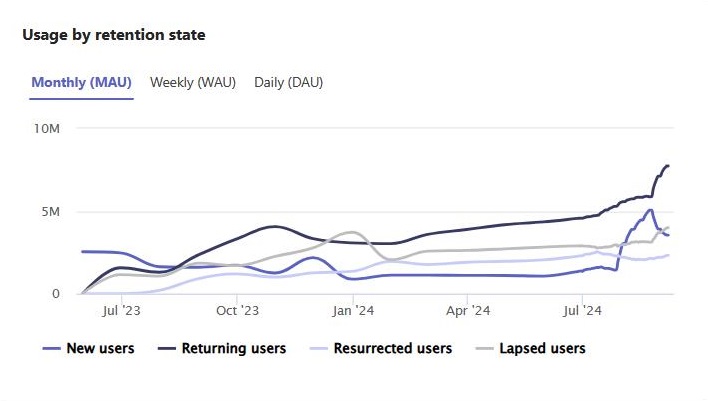 Usage by retention state
Monthly (MAU) Weekly (WAU) Daily (DAU)
10M
5M
0
Jul '23 Oct '23 Jan '24 Apr '24 Jul '24
New users Returning users Resurrected users Lapsed users